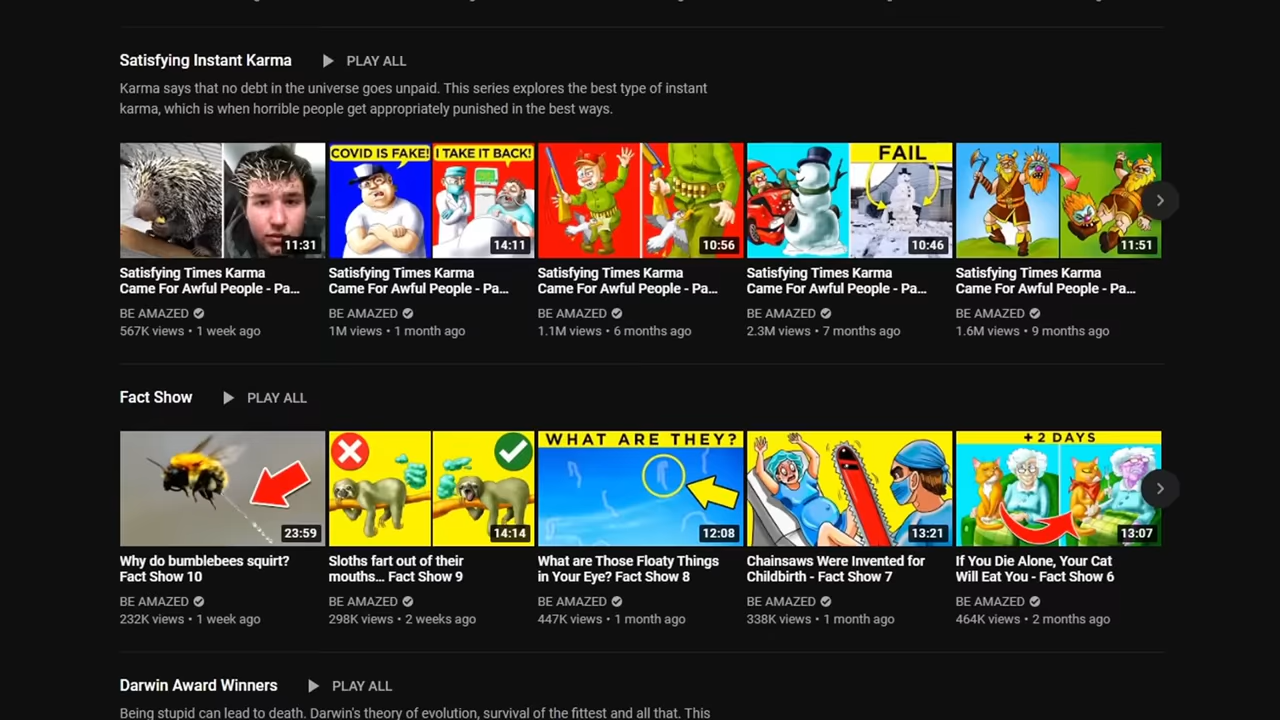 Satisfying Instant Karma
PLAY ALL
Karma says that no debt in the universe goes unpaid. This series explores the best type of instant
karma, which is when horrible people get appropriately punished in the best ways.
11:31
COVID IS FAKE!
I TAKE IT BACK!
14:11
10:56
FAIL
10:46
11:51
Satisfying Times Karma
Came For Awful People - Pa...
BE AMAZED
567K views • 1 week ago
Satisfying Times Karma
Came For Awful People - Pa...
BE AMAZED
1M views • 1 month ago
Satisfying Times Karma
Came For Awful People - Pa...
BE AMAZED
1.1M views • 6 months ago
Satisfying Times Karma
Came For Awful People - Pa...
BE AMAZED
2.3M views • 7 months ago
Satisfying Times Karma
Came For Awful People - Pa...
BE AMAZED
1.6M views • 9 months ago
Fact Show
PLAY ALL
23:59
14:14
WHAT ARE THEY?
12:08
13:21
+2 DAYS
13:07
Why do bumblebees squirt?
Fact Show 10
BE AMAZED
232K views • 1 week ago
Sloths fart out of their
mouths... Fact Show 9
BE AMAZED
298K views • 2 weeks ago
What are Those Floaty Things
in Your Eye? Fact Show 8
BE AMAZED
447K views • 1 month ago
Chainsaws Were Invented for
Childbirth - Fact Show 7
BE AMAZED
338K views • 1 month ago
If You Die Alone, Your Cat
Will Eat You - Fact Show 6
BE AMAZED
464K views • 2 months ago
Darwin Award Winners
PLAY ALL
Being stupid can lead to death. Darwin's theory of evolution, survival of the fittest and all that. This